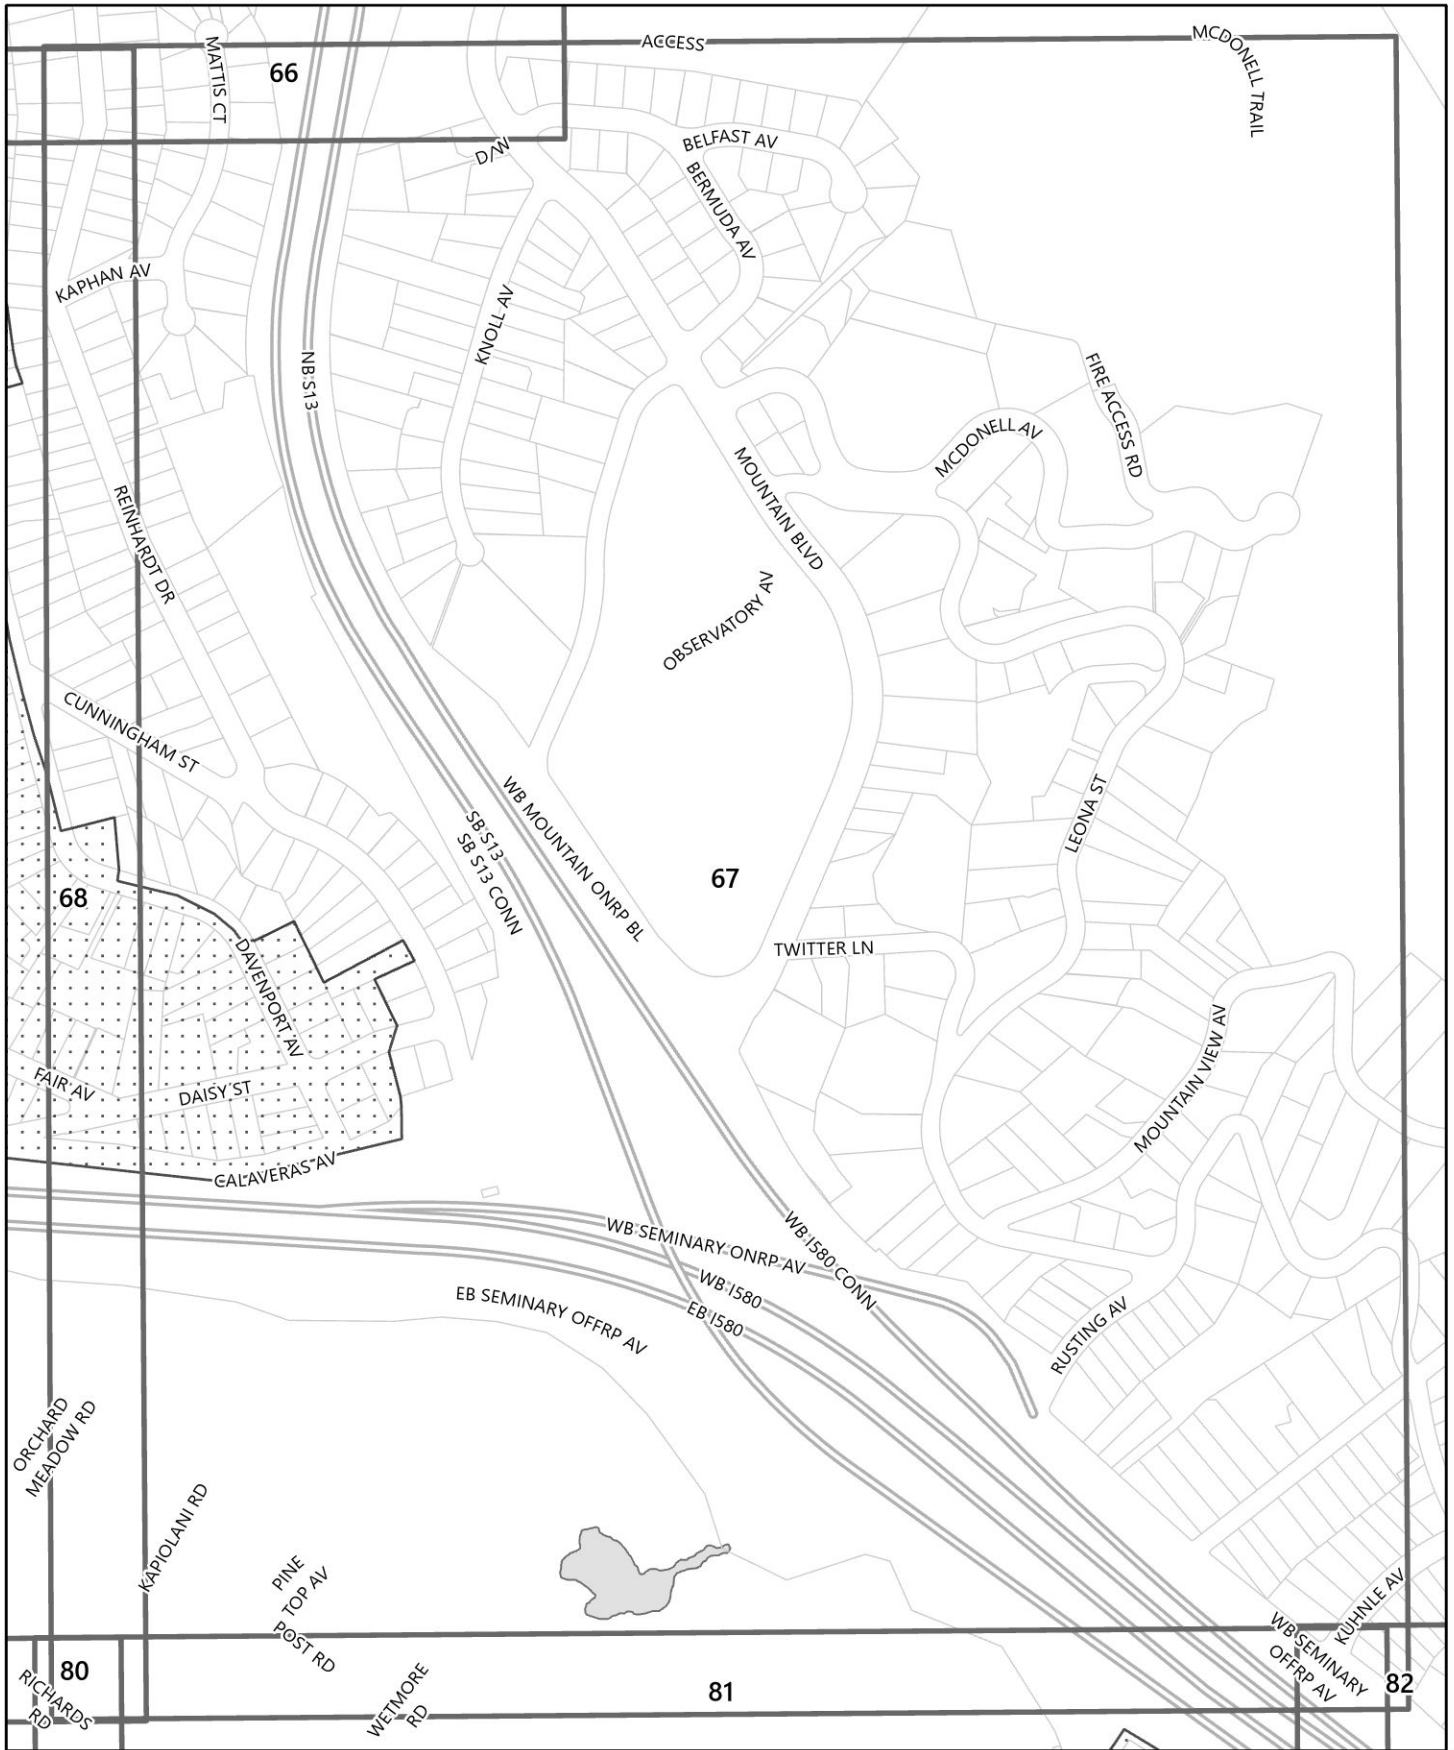 ACCESS
MCDONELL TRAIL
MATTIS CT
66
D/W
BELFAST AV
BERMUDA AV
KAPHAN AV
KNOLL AV
NB S13
FIRE ACCESS RD
MCDONELL AV
MOUNTAIN BLVD
REINHARDT DR
OBSERVATORY AV
CUNNINGHAM ST
WB MOUNTAIN ONRP BL
SB S13
SB S13 CONN
LEONA ST
67
68
TWITTER LN
DAVENPORT AV
MOUNTAIN VIEW AV
FAIR AV
DAISY ST
CALAVERAS AV
WB SEMINARY ONRP AV
WB I580 CONN
WB I580
EB I580
EB SEMINARY OFFRP AV
RUSTING AV
ORCHARD
MEADOW RD
KAPIOLANI RD
PINE
TOP AV
POST RD
KUHNLE AV
WB SEMINARY
OFFRP AV
80
RICHARDS
RD
WETMORE
RD
81
82